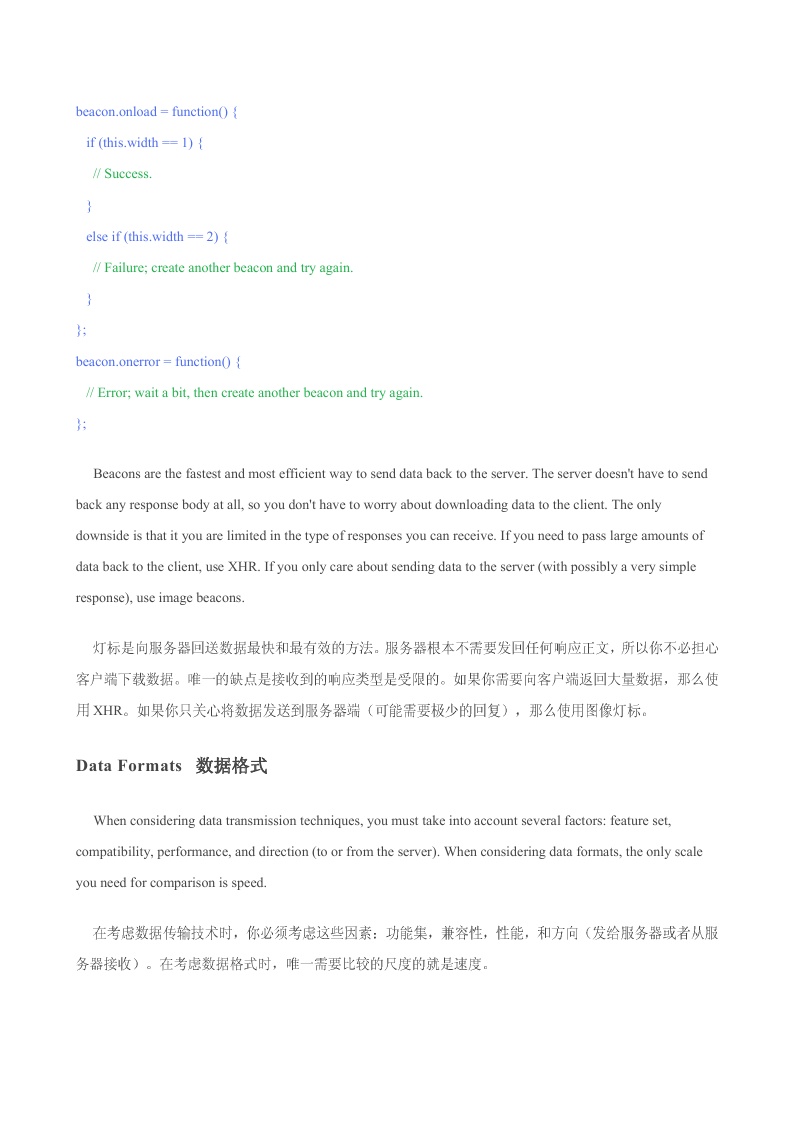 beacon.onload = function() {
if (this.width == 1) {
// Success.
}
else if (this.width == 2) {
// Failure; create another beacon and try again.
}
};
beacon.onerror = function() {
// Error; wait a bit, then create another beacon and try again.
};
Beacons are the fastest and most efficient way to send data back to the server. The server doesn't have to send
back any response body at all, so you don't have to worry about downloading data to the client. The only
downside is that it you are limited in the type of responses you can receive. If you need to pass large amounts of
data back to the client, use XHR. If you only care about sending data to the server (with possibly a very simple
response), use image beacons.
灯标是向服务器回送数据最快和最有效的方法。服务器根本不需要发回任何响应正文，所以你不必担心
客户端下载数据。唯一的缺点是接收到的响应类型是受限的。如果你需要向客户端返回大量数据，那么使
用 XHR。如果你只关心将数据发送到服务器端（可能需要极少的回复），那么使用图像灯标。
Data Formats 数据格式
When considering data transmission techniques, you must take into account several factors: feature set,
compatibility, performance, and direction (to or from the server). When considering data formats, the only scale
you need for comparison is speed.
在考虑数据传输技术时，你必须考虑这些因素：功能集，兼容性，性能，和方向（发给服务器或者从服
务器接收）。在考虑数据格式时，唯一需要比较的尺度的就是速度。